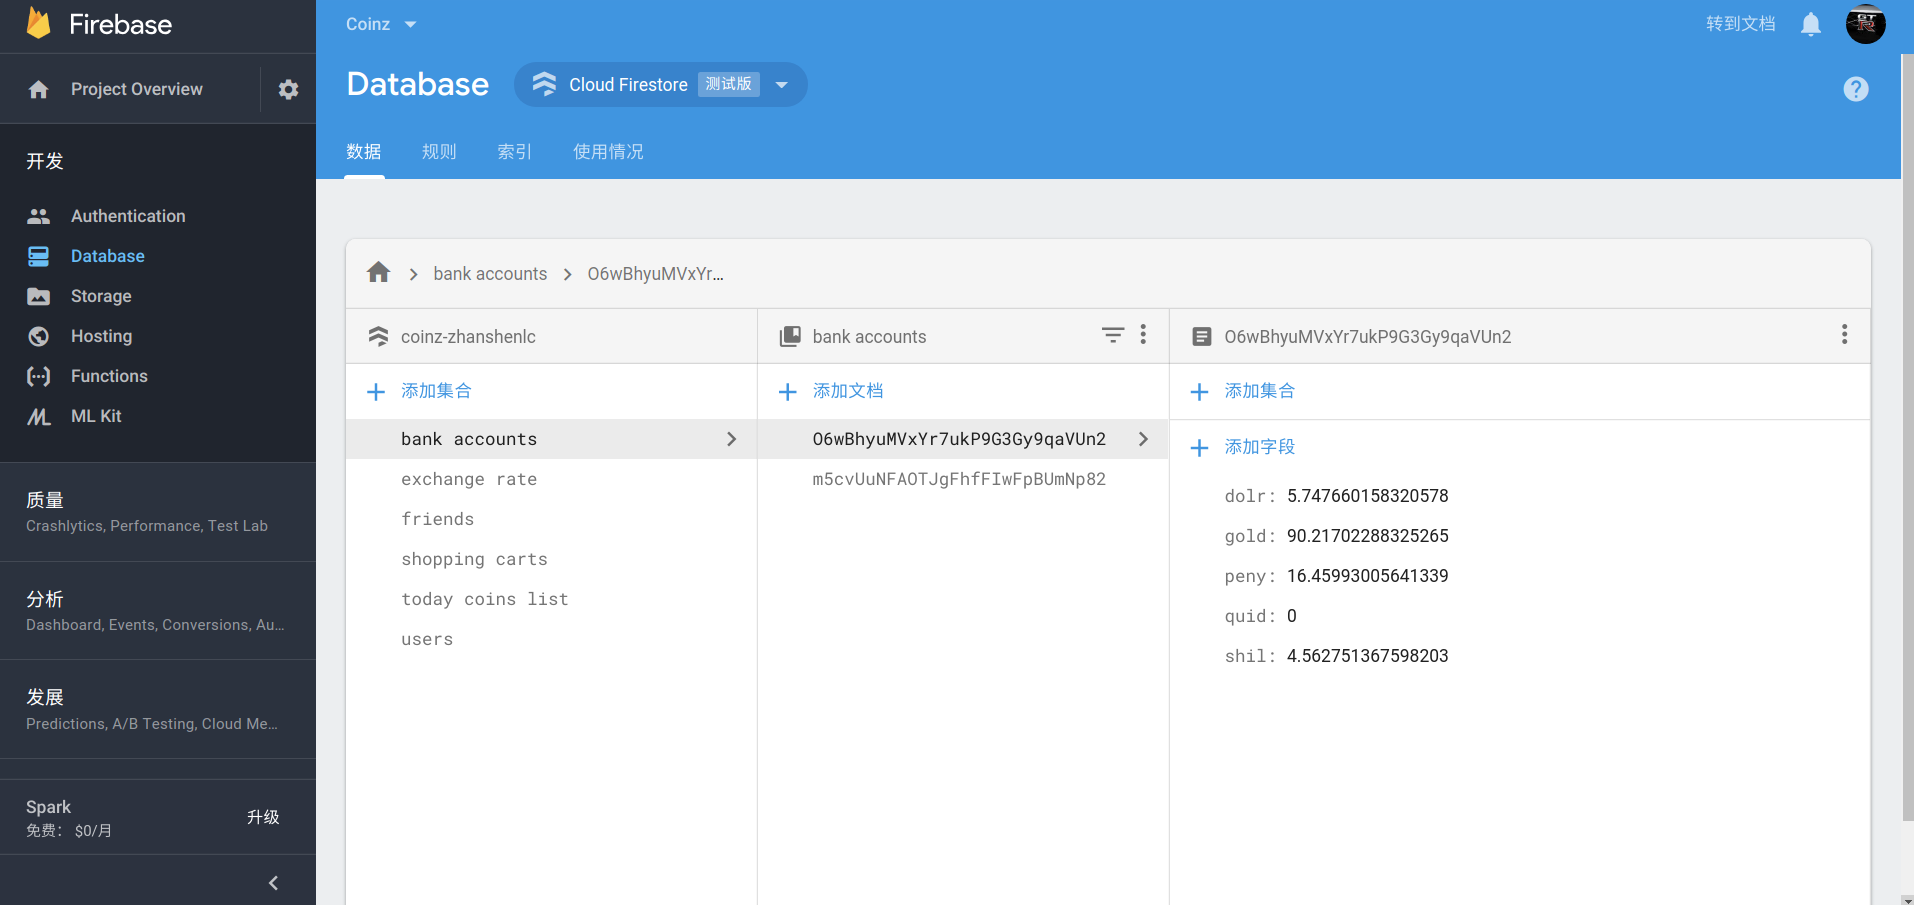 Firebase
Project Overview
开发
Authentication
Database
Storage
Hosting
Functions
ML Kit
质量
Crashlytics, Performance, Test Lab
分析
Dashboard, Events, Conversions, Au...
发展
Predictions, A/B Testing, Cloud Me...
Spark
免费： $0/月
升级
Coinz
转到文档
Database
Cloud Firestore 测试版
数据 规则 索引 使用情况
bank accounts O6wBhyuMVxYr...
coinz-zhanshenlc
添加集合
bank accounts
exchange rate
friends
shopping carts
today coins list
users
bank accounts
添加文档
O6wBhyuMVxYr7ukP9G3Gy9qaVUn2
m5cvUuNFAOTJgFhfFIwFpBUmNp82
O6wBhyuMVxYr7ukP9G3Gy9qaVUn2
添加集合
添加字段
dolr: 5.747660158320578
gold: 90.21702288325265
peny: 16.45993005641339
quid: 0
shil: 4.562751367598203